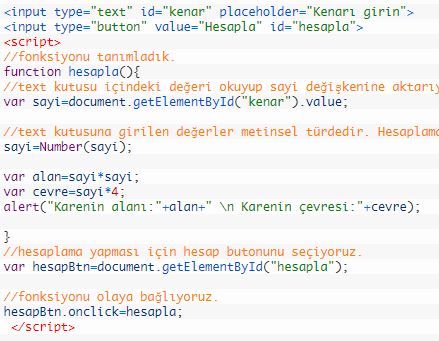 <input type="text" id="kenar" placeholder="Kenarı girin">
<input type="button" value="Hesapla" id="hesapla">
<script>
//fonksiyonu tanımladık.
function hesapla(){
//text kutusu içindeki değeri okuyup sayi değişkenine aktarıy
var sayi=document.getElementById("kenar").value;
//text kutusuna girilen değerler metinsel türdedir. Hesaplama
sayi=Number(sayi);
var alan=sayi*sayi;
var cevre=sayi*4;
alert("Karenin alanı:"+alan+" \n Karenin çevresi:"+cevre);
}
//hesaplama yapması için hesap butonunu seçiyoruz.
var hesapBtn=document.getElementById("hesapla");
//fonksiyonu olaya bağlıyoruz.
hesapBtn.onclick=hesapla;
</script>